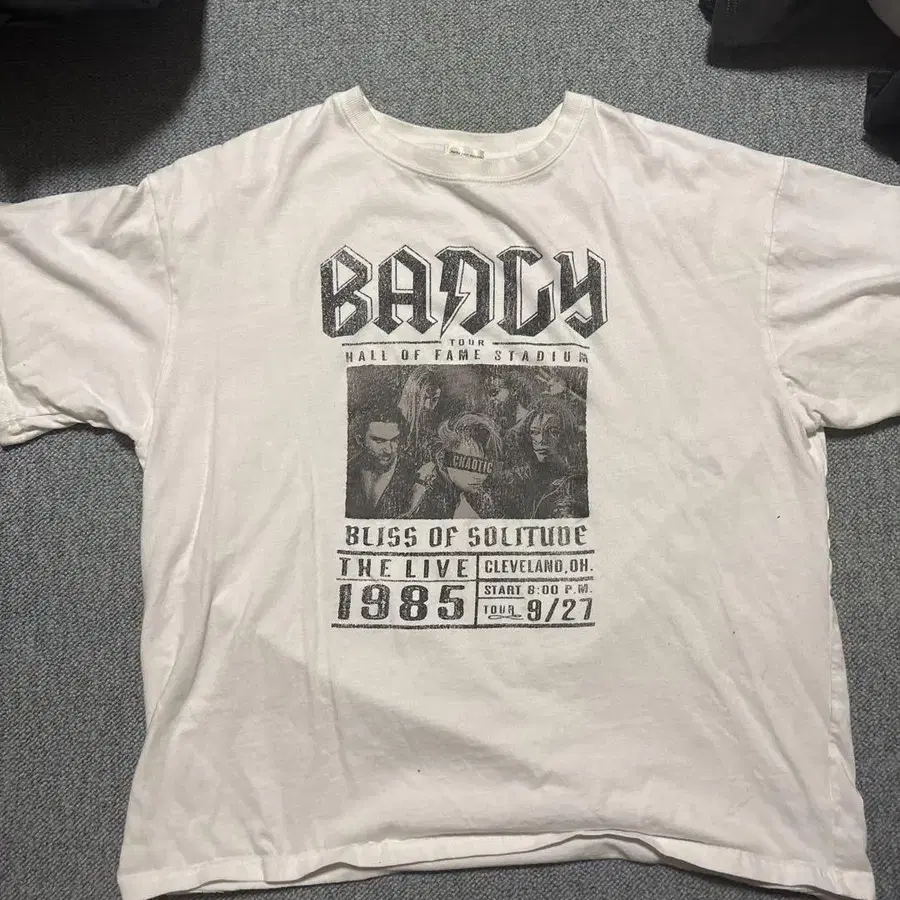 BANGY
TOUR
HALL OF FAME STADIUM
CHAOTIC
BLISS OF SOLITUDE
THE LIVE
1985
CLEVELAND, OH.
START 8:00 P.M.
TOUR 9/27